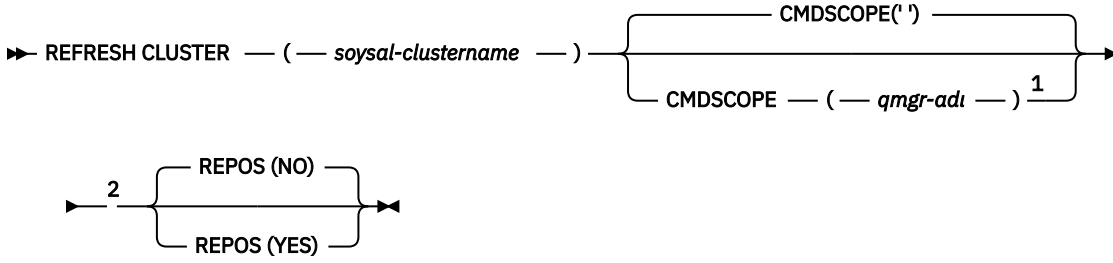 CMDSCOPE(' ')
REFRESH CLUSTER ( soysal-clustername )
CMDSCOPE ( qmgr-adı ) 1
2
REPOS (NO)
REPOS (YES)